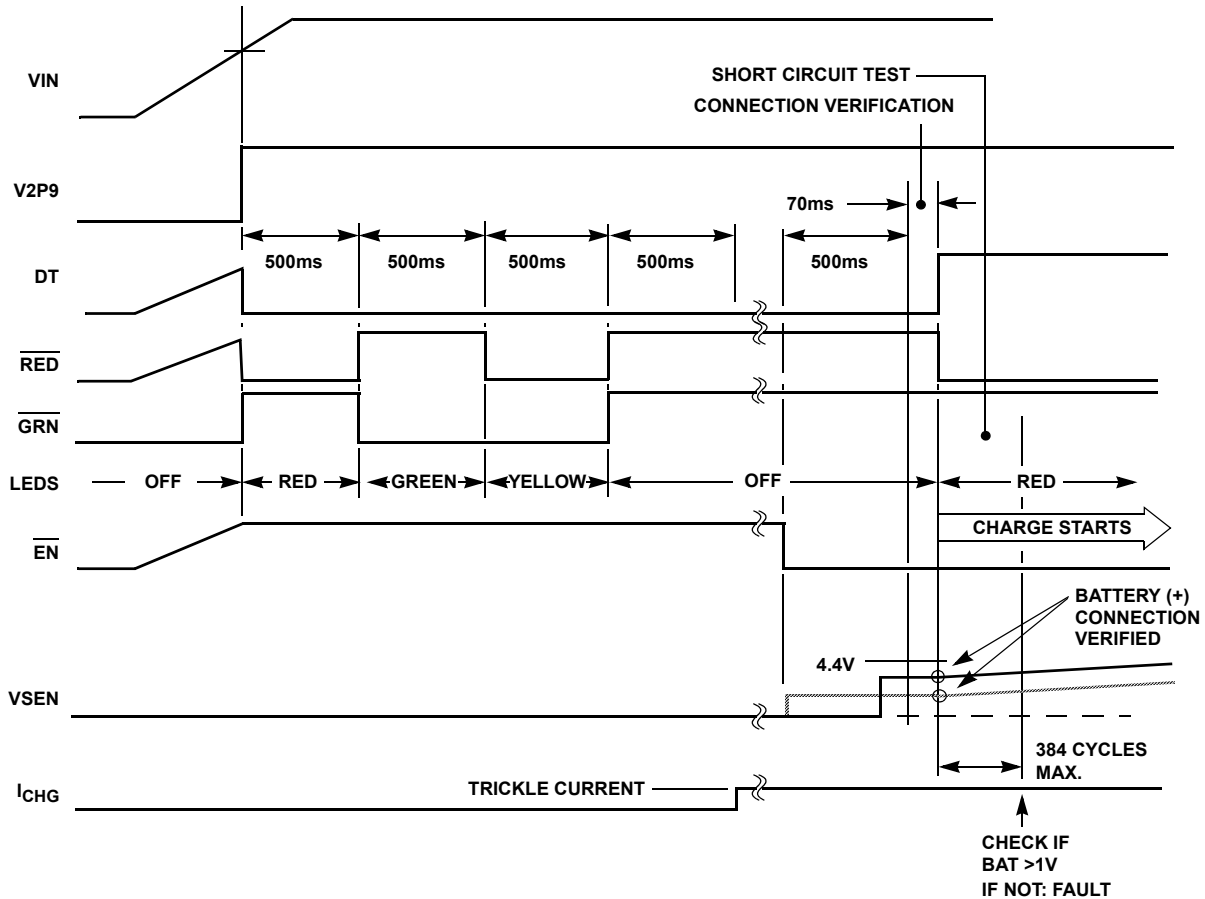 VIN
SHORT CIRCUIT TEST
CONNECTION VERIFICATION
V2P9
70ms
500ms 500ms 500ms 500ms 500ms
DT
RED
GRN
LEDS OFF RED GREEN YELLOW OFF RED
CHARGE STARTS
EN
BATTERY (+)
CONNECTION
VERIFIED
4.4V
VSEN
384 CYCLES
MAX.
ICHG
TRICKLE CURRENT
CHECK IF
BAT >1V
IF NOT: FAULT